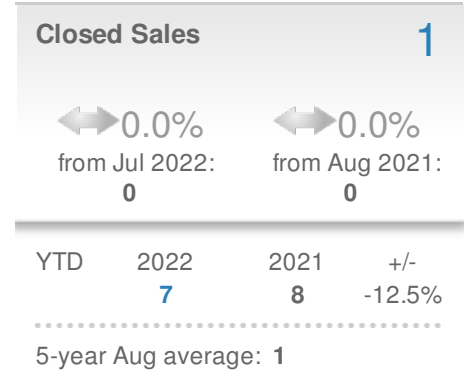 Closed Sales 1
0.0% 0.0%
from Jul 2022: from Aug 2021:
0 0
YTD 2022 2021 +/-
7 8 -12.5%
5-year Aug average: 1